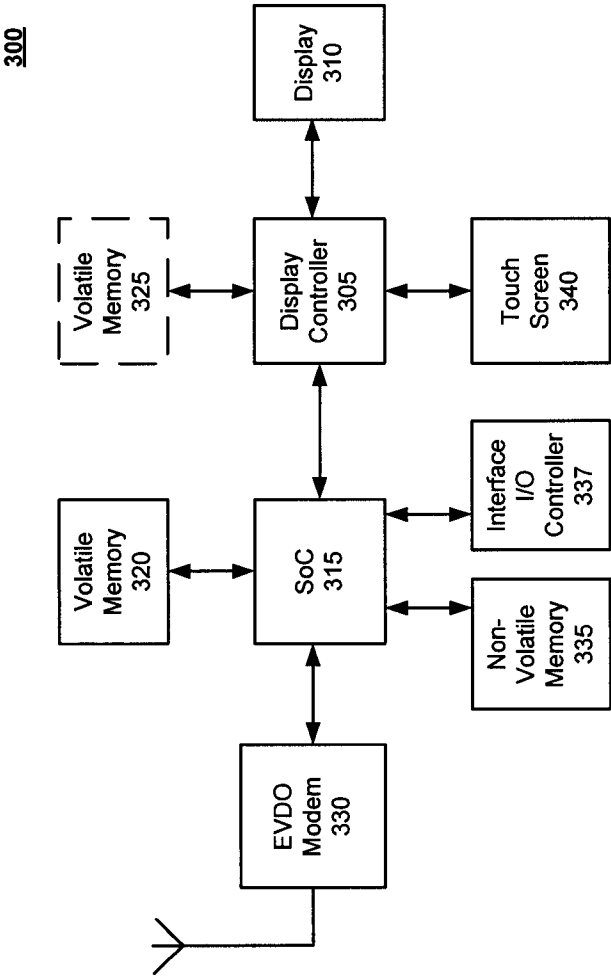 300
Display
310
Volatile
Memory
325
Display
Controller
305
Touch
Screen
340
Volatile
Memory
320
SoC
315
Interface
I/O
Controller
337
Non-
Volatile
Memory
335
EVDO
Modem
330